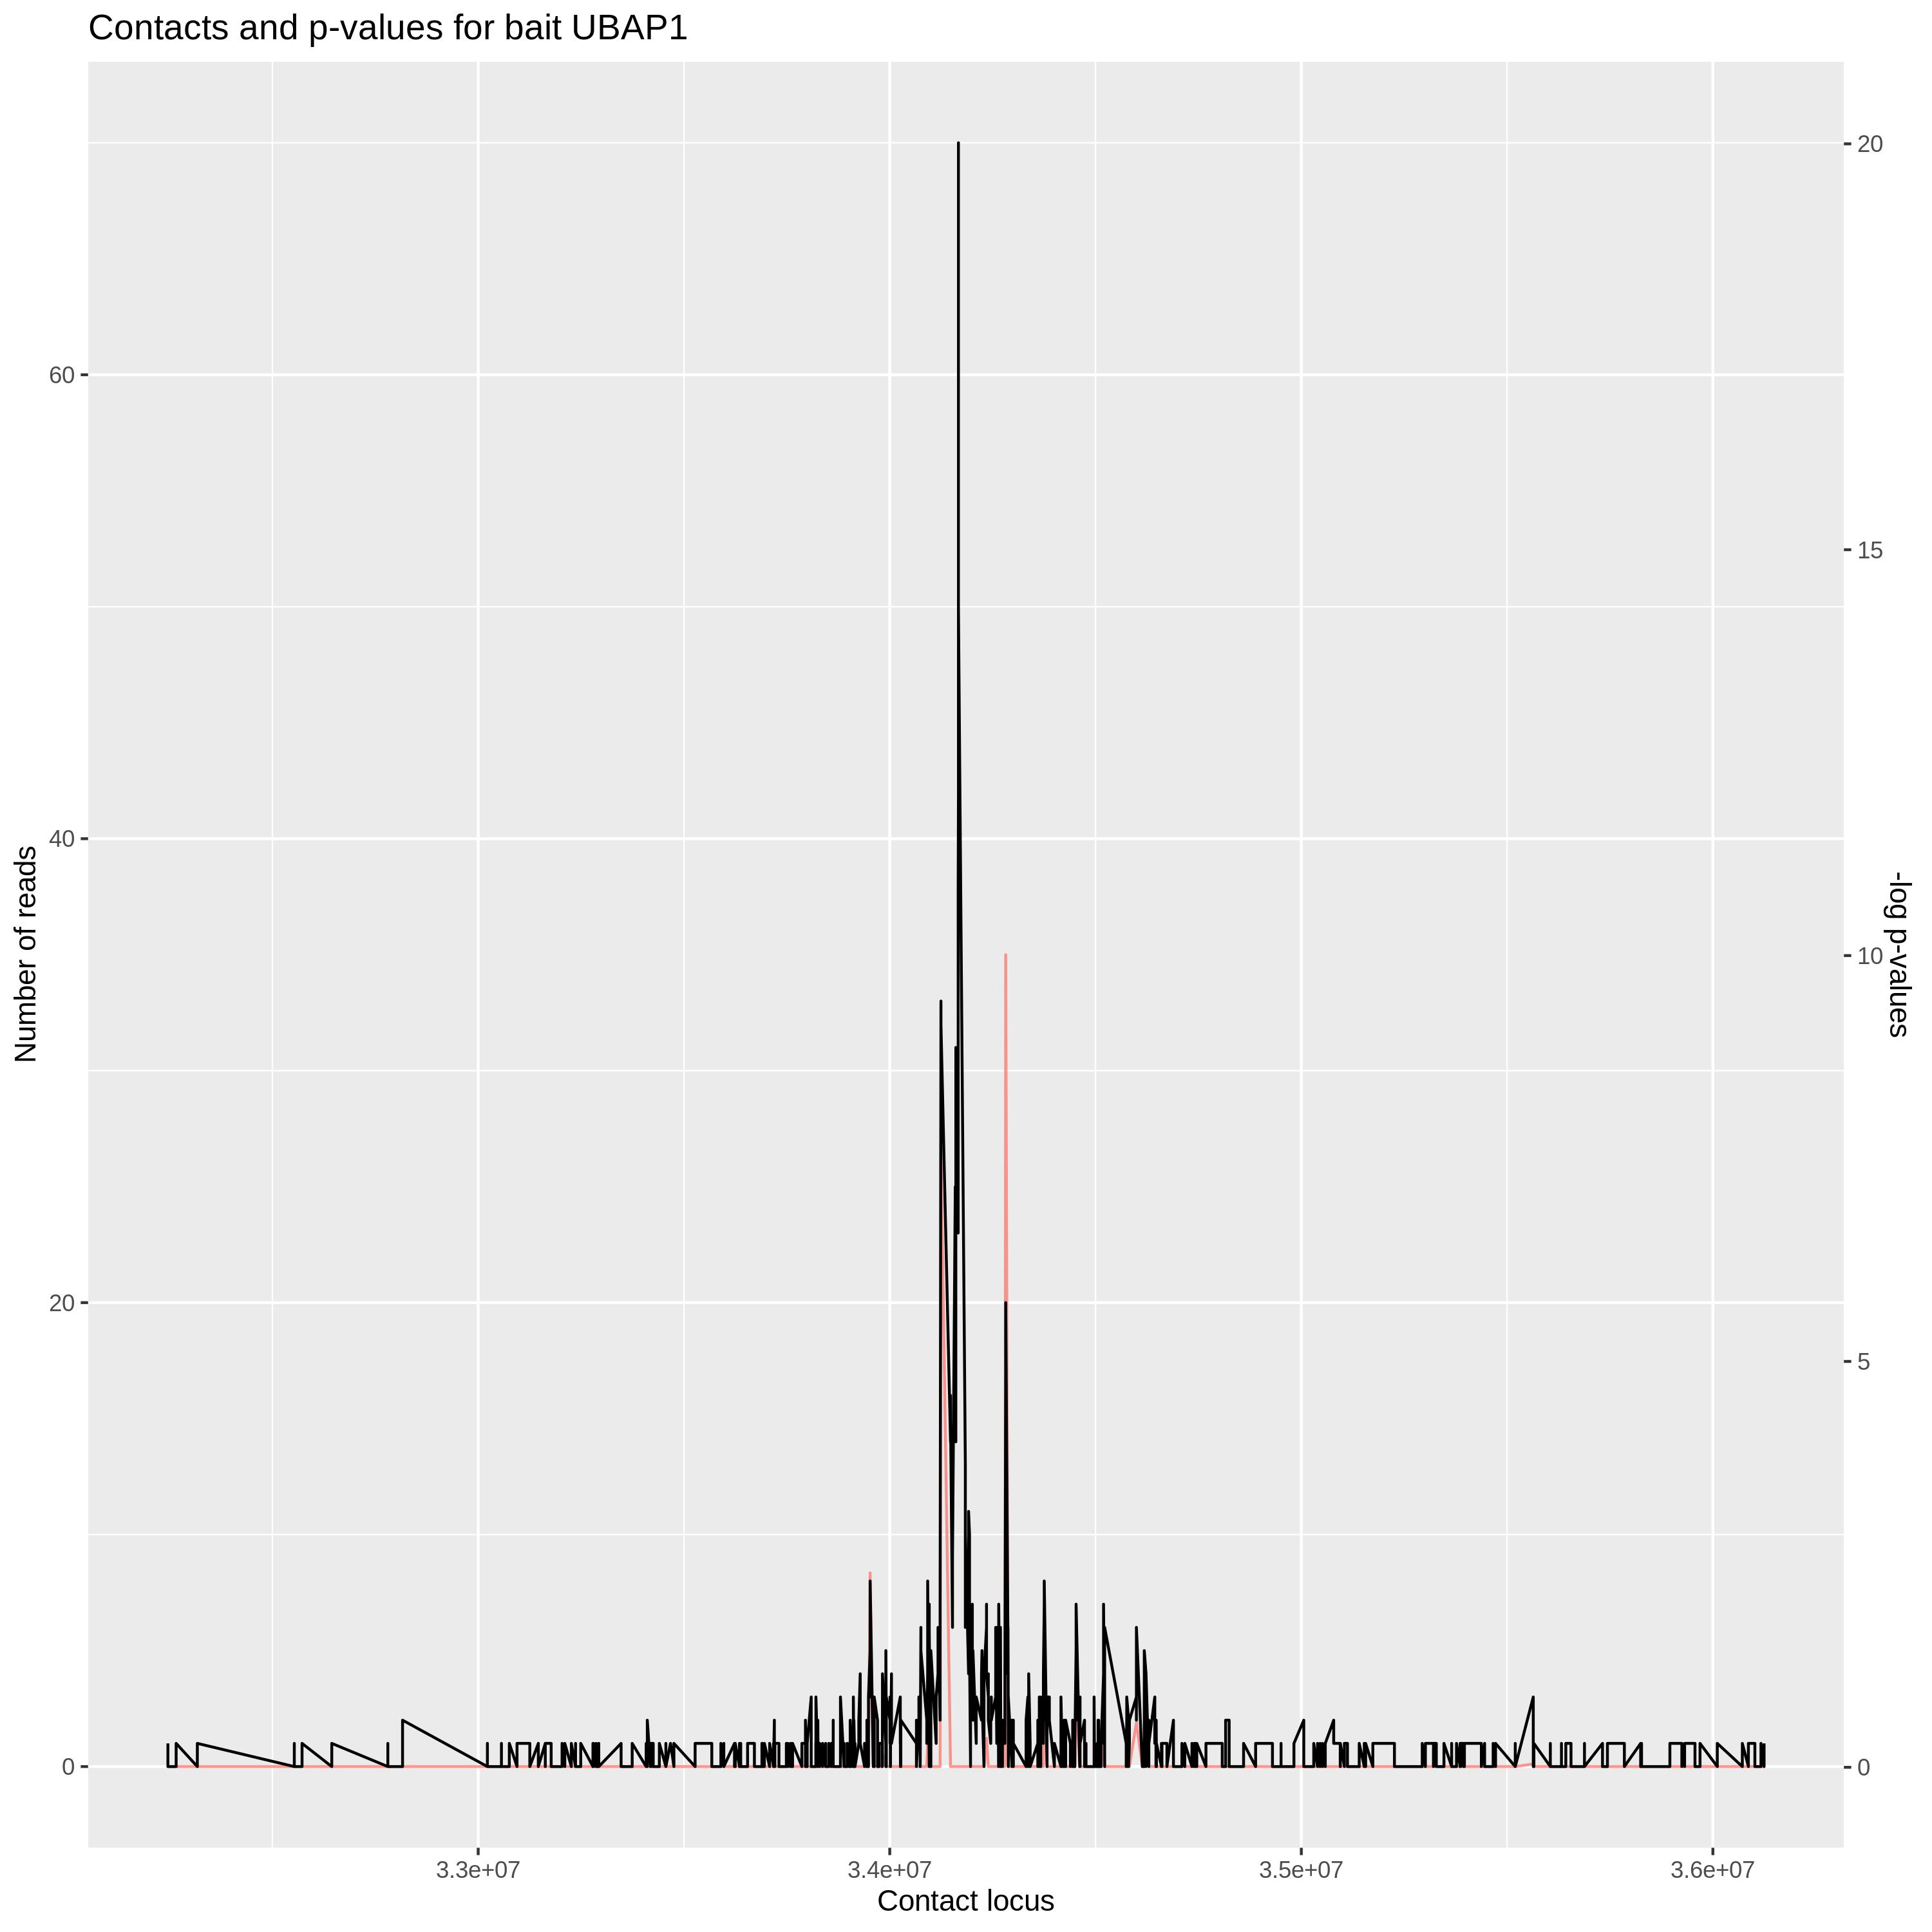 Contacts and p-values for bait UBAP1
Number of reads
60
40
20
0
20
15
10
5
0
-log p-values
3.3e+07
3.4e+07
3.5e+07
3.6e+07
Contact locus